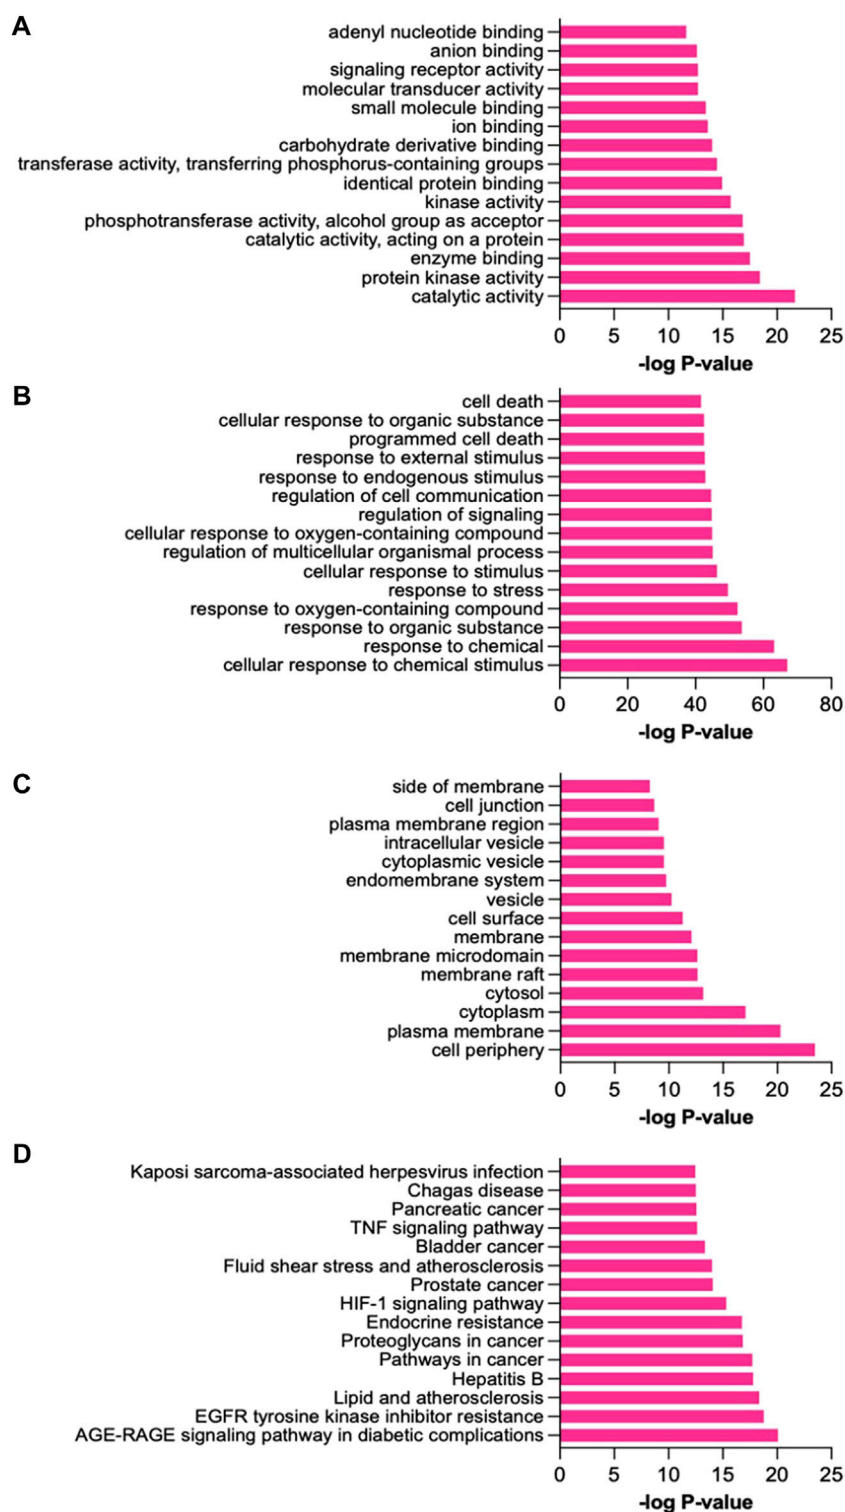 A
adenyl nucleotide binding
anion binding
signaling receptor activity
molecular transducer activity
small molecule binding
ion binding
carbohydrate derivative binding
transferase activity, transferring phosphorus-containing groups
identical protein binding
kinase activity
phosphotransferase activity, alcohol group as acceptor
catalytic activity, acting on a protein
enzyme binding
protein kinase activity
catalytic activity
0 5 10 15 20 25
-log P-value
B
cell death
cellular response to organic substance
programmed cell death
response to external stimulus
response to endogenous stimulus
regulation of cell communication
regulation of signaling
cellular response to oxygen-containing compound
regulation of multicellular organismal process
cellular response to stimulus
response to stress
response to oxygen-containing compound
response to organic substance
response to chemical
cellular response to chemical stimulus
0 20 40 60 80
-log P-value
C
side of membrane
cell junction
plasma membrane region
intracellular vesicle
cytoplasmic vesicle
endomembrane system
vesicle
cell surface
membrane
membrane microdomain
membrane raft
cytosol
cytoplasm
plasma membrane
cell periphery
0 5 10 15 20 25
-log P-value
D
Kaposi sarcoma-associated herpesvirus infection
Chagas disease
Pancreatic cancer
TNF signaling pathway
Bladder cancer
Fluid shear stress and atherosclerosis
Prostate cancer
HIF-1 signaling pathway
Endocrine resistance
Proteoglycans in cancer
Pathways in cancer
Hepatitis B
Lipid and atherosclerosis
EGFR tyrosine kinase inhibitor resistance
AGE-RAGE signaling pathway in diabetic complications
0 5 10 15 20 25
-log P-value